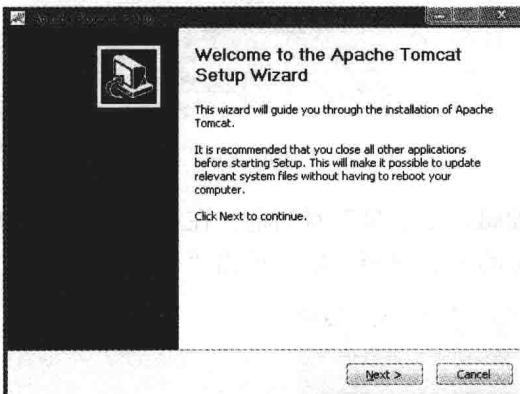 Welcome to the Apache Tomcat
Setup Wizard
This wizard will guide you through the installation of Apache
Tomcat.
It is recommended that you close all other applications
before starting Setup. This will make it possible to update
relevant system files without having to reboot your
computer.
Click Next to continue.
Next >
Cancel